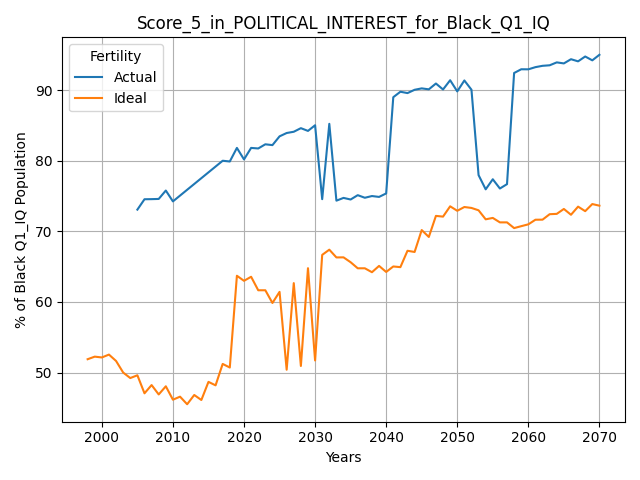 Score_5_in_POLITICAL_INTEREST_for_Black_Q1_IQ
Fertility
Actual
Ideal
% of Black Q1_IQ Population
90
80
70
60
50
2000 2010 2020 2030 2040 2050 2060 2070
Years